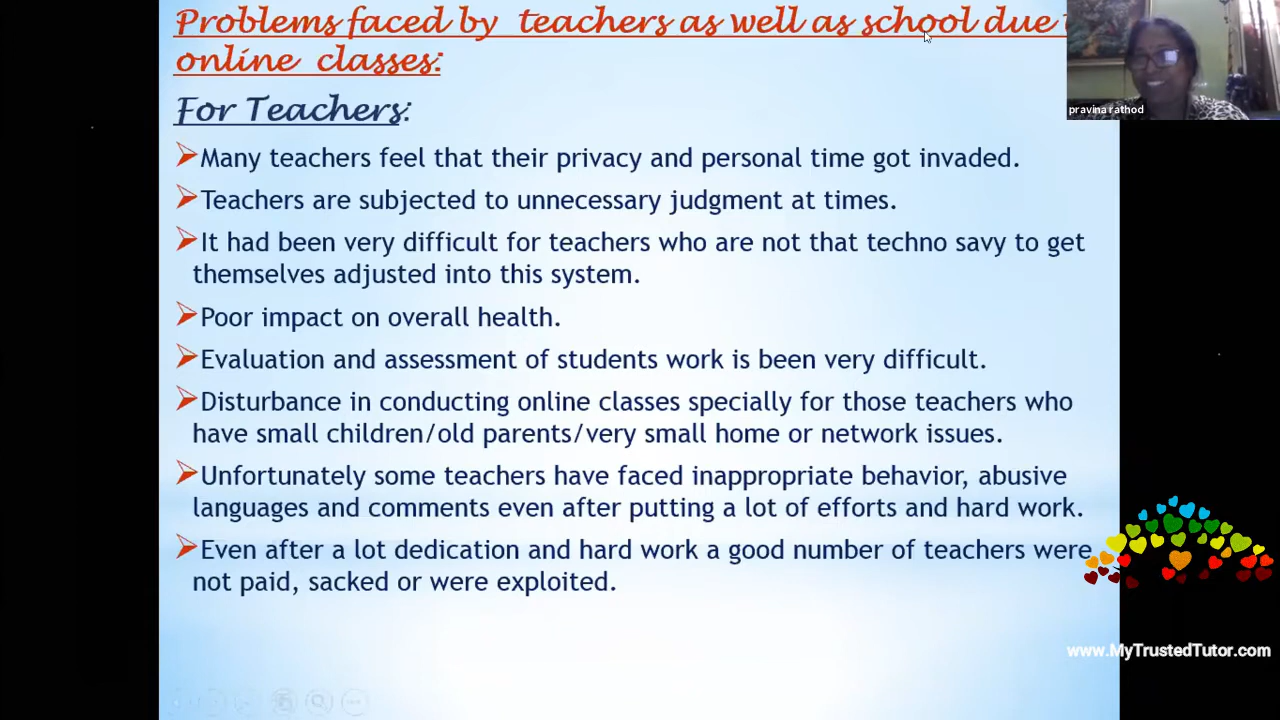 Problems faced by teachers as well as school due
online classes:
pravina rathod
For Teachers:
Many teachers feel that their privacy and personal time got invaded.
Teachers are subjected to unnecessary judgment at times.
It had been very difficult for teachers who are not that techno savy to get
themselves adjusted into this system.
Poor impact on overall health.
Evaluation and assessment of students work is been very difficult.
Disturbance in conducting online classes specially for those teachers who
have small children/old parents/very small home or network issues.
Unfortunately some teachers have faced inappropriate behavior, abusive
languages and comments even after putting a lot of efforts and hard work.
Even after a lot dedication and hard work a good number of teachers were
not paid, sacked or were exploited.
www.MyTrustedTutor.com